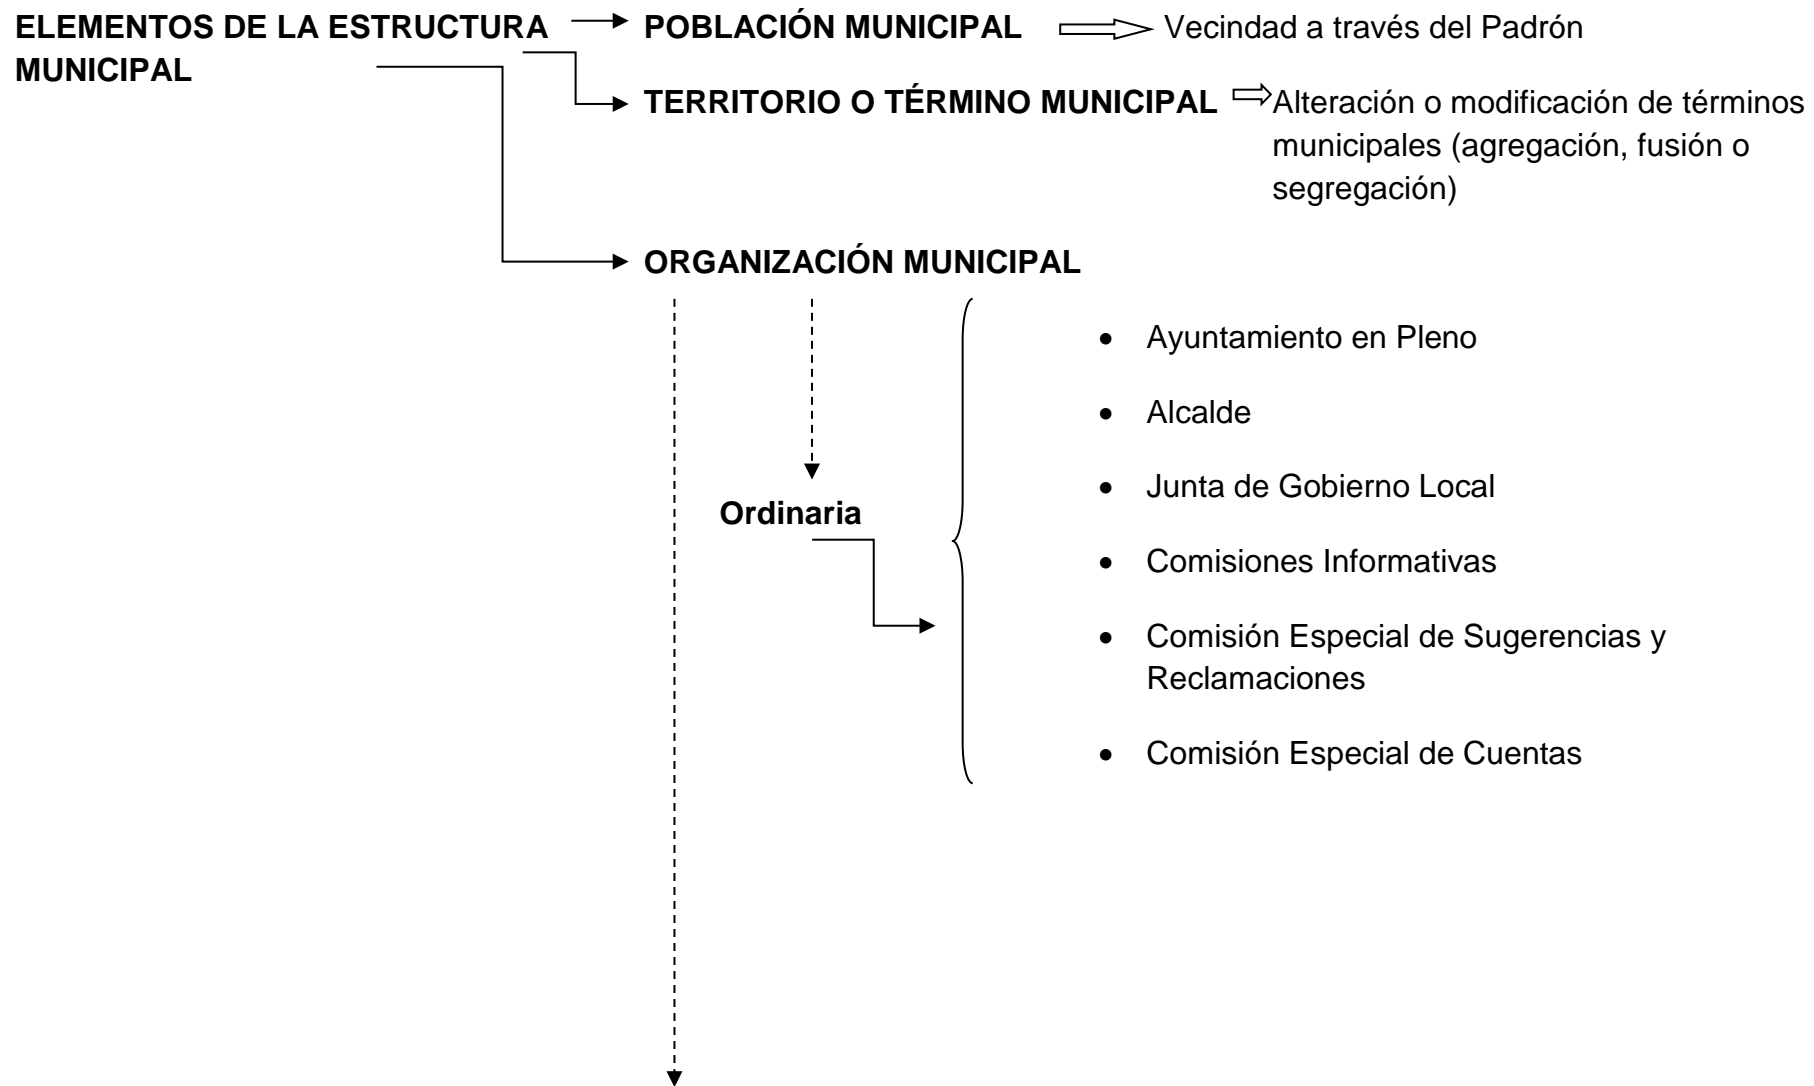 ELEMENTOS DE LA ESTRUCTURA
MUNICIPAL
POBLACIÓN MUNICIPAL
Vecindad a través del Padrón
TERRITORIO O TÉRMINO MUNICIPAL
Alteración o modificación de términos
municipales (agregación, fusión o
segregación)
ORGANIZACIÓN MUNICIPAL
Ordinaria
• Ayuntamiento en Pleno
• Alcalde
• Junta de Gobierno Local
• Comisiones Informativas
• Comisión Especial de Sugerencias y
Reclamaciones
• Comisión Especial de Cuentas